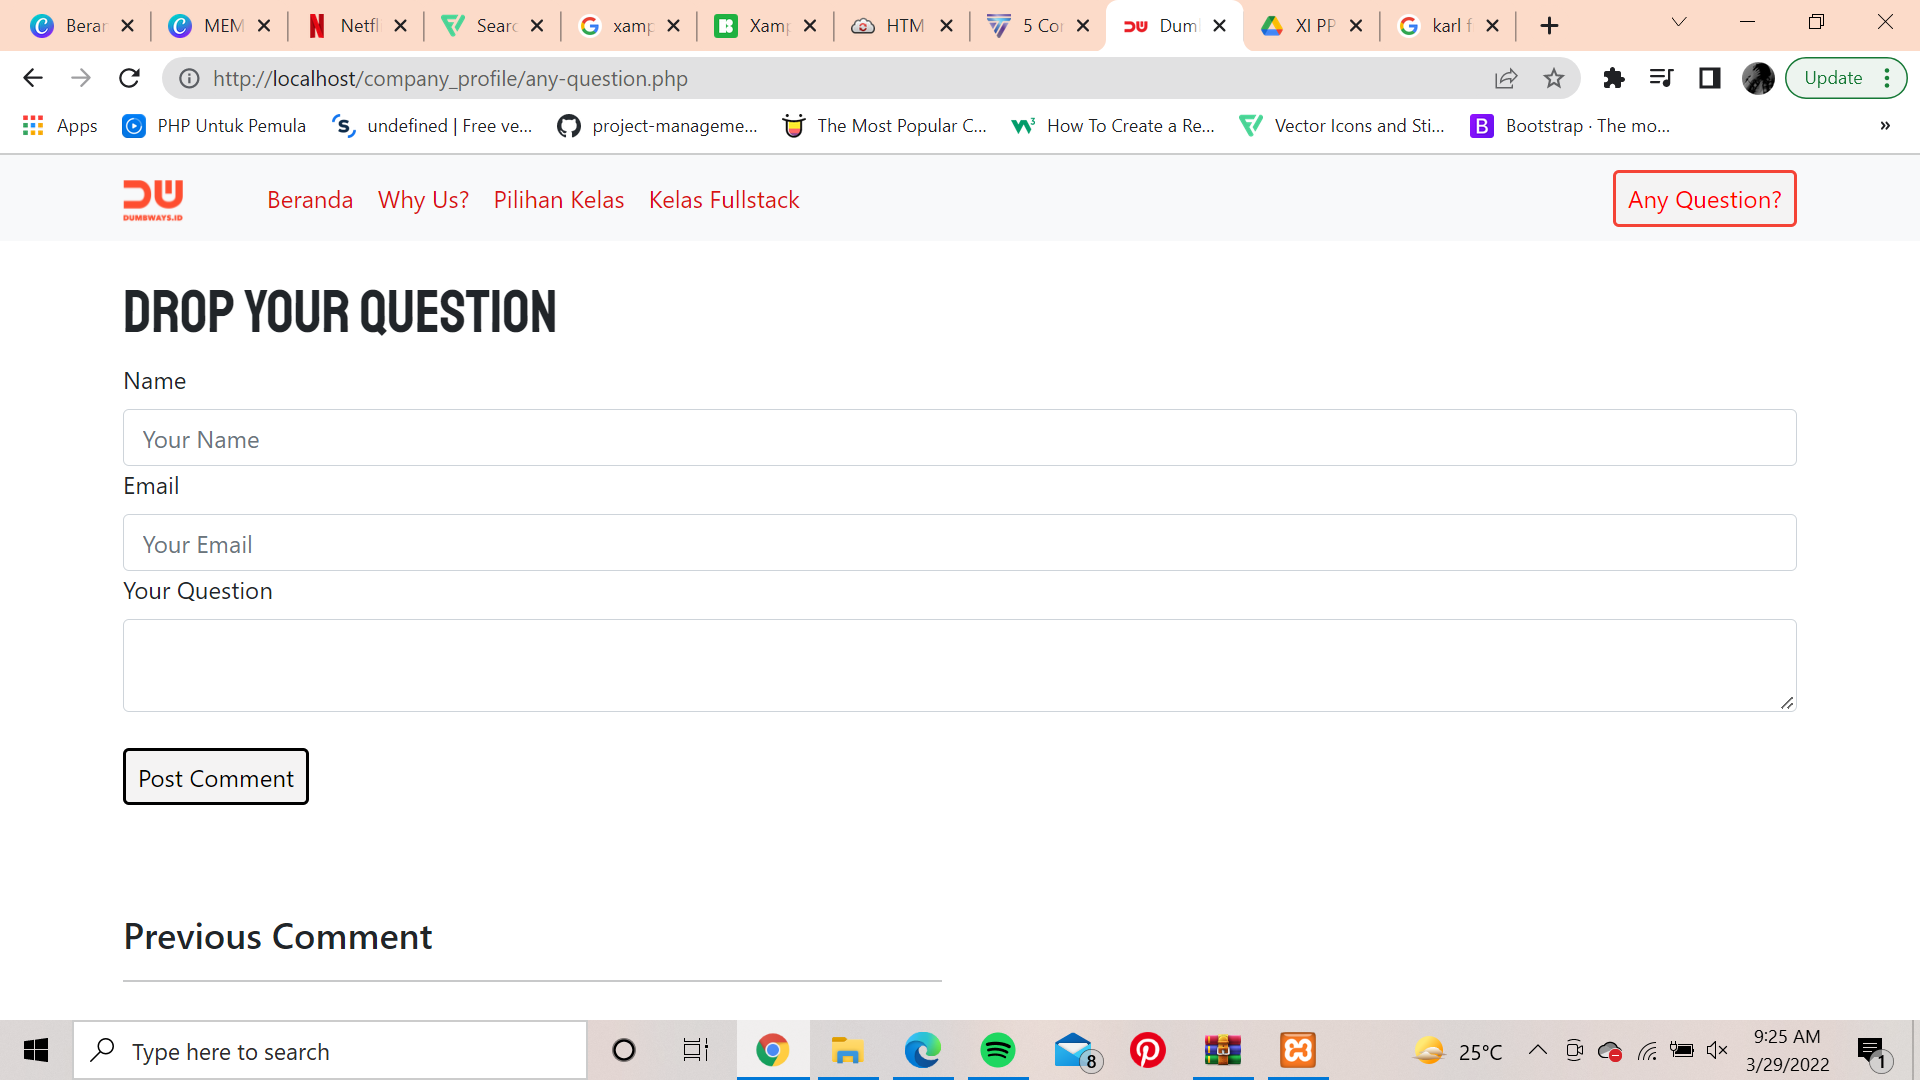 Berar
MEM
Netfl
Searc
xamp
Xamp
HTM
5 Cor
Dumb
XI PP
karl f
http://localhost/company_profile/any-question.php
Update
Apps
PHP Untuk Pemula
undefined | Free ve...
project-manageme...
The Most Popular C...
How To Create a Re...
Vector Icons and Sti...
Bootstrap · The mo...
»
DUMBWAYS.ID
Beranda
Why Us?
Pilihan Kelas
Kelas Fullstack
Any Question?
DROP YOUR QUESTION
Name
Your Name
Email
Your Email
Your Question
Post Comment
Previous Comment
Type here to search
8
25°C
9:25 AM
3/29/2022
1